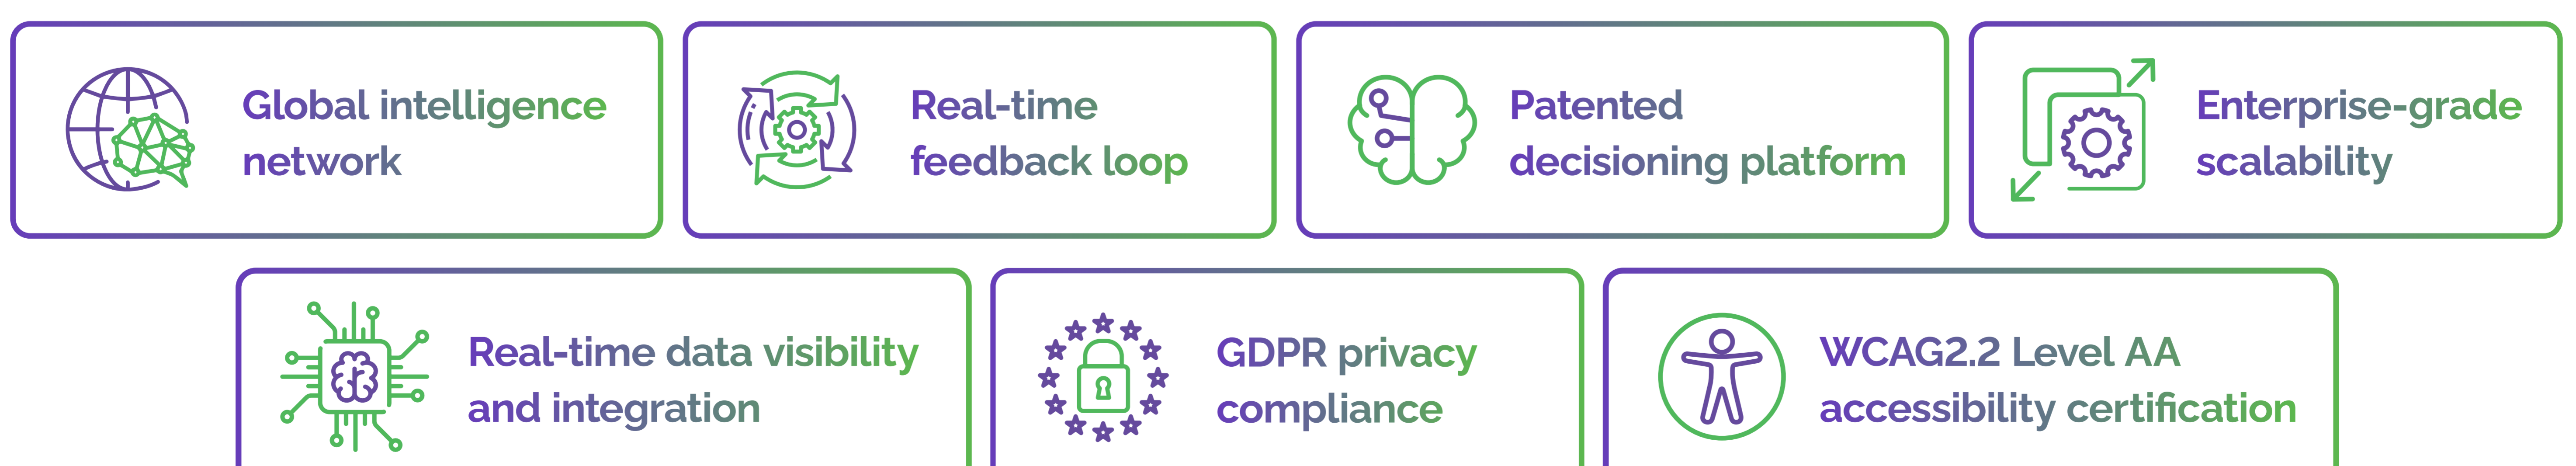 Global intelligence
network
Real-time
feedback loop
Patented
decisioning platform
Enterprise-grade
scalability
Real-time data visibility
and integration
GDPR privacy
compliance
WCAG2.2 Level AA
accessibility certification